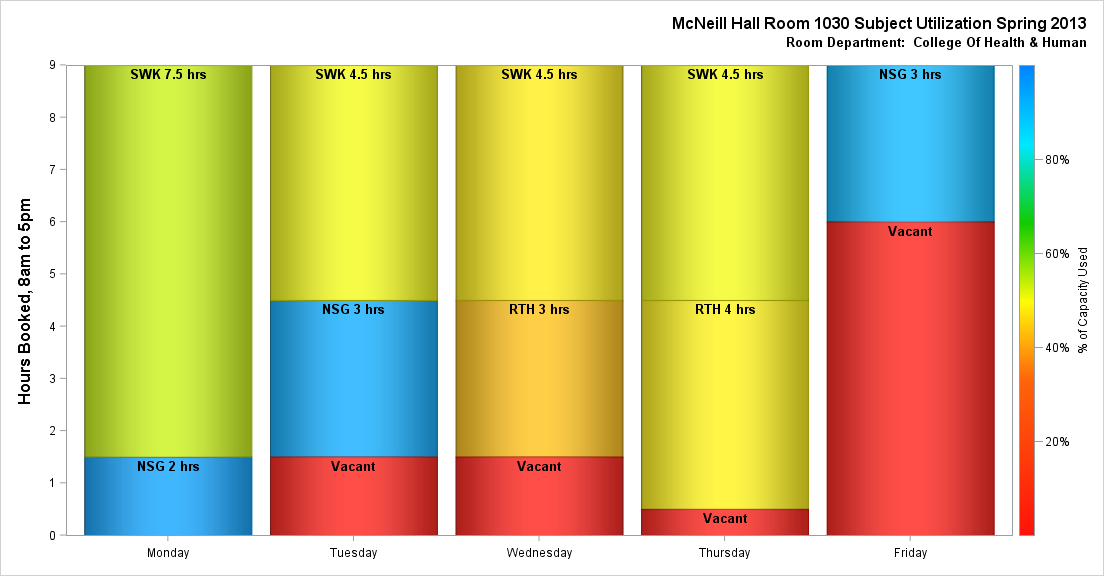 McNeill Hall Room 1030 Subject Utilization Spring 2013
Room Department:  College Of Health & Human
Hours Booked, 8am to 5pm
9
8
7
6
5
4
3
2
1
0
SWK 7.5 hrs
NSG 2 hrs
SWK 4.5 hrs
NSG 3 hrs
Vacant
SWK 4.5 hrs
RTH 3 hrs
Vacant
SWK 4.5 hrs
RTH 4 hrs
Vacant
NSG 3 hrs
Vacant
Monday
Tuesday
Wednesday
Thursday
Friday
80%
60%
40%
20%
% of Capacity Used